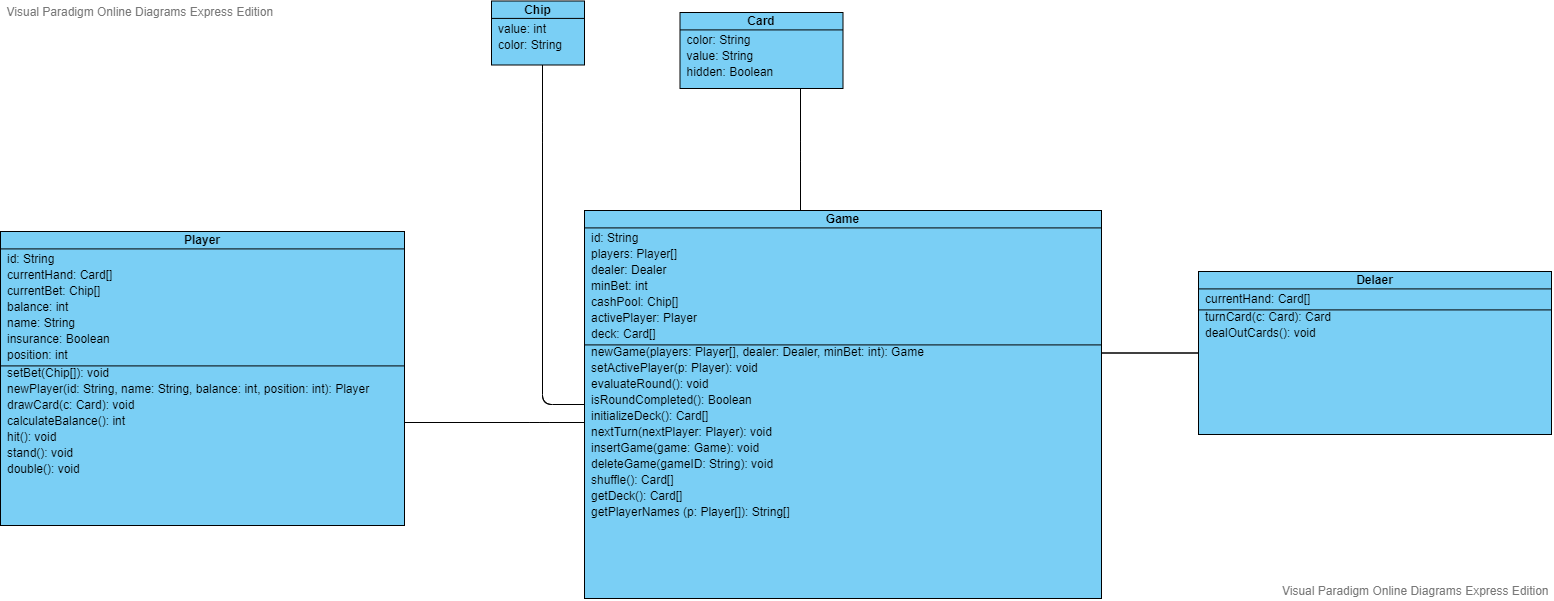 Visual Paradigm Online Diagrams Express Edition
Chip
value: int
color: String
Card
color: String
value: String
hidden: Boolean
Player
id: String
currentHand: Card[]
currentBet: Chip[]
balance: int
name: String
insurance: Boolean
position: int
setBet(Chip[]): void
newPlayer(id: String, name: String, balance: int, position: int): Player
drawCard(c: Card): void
calculateBalance(): int
hit(): void
stand(): void
double(): void
Game
id: String
players: Player[]
dealer: Dealer
minBet: int
cashPool: Chip[]
activePlayer: Player
deck: Card[]
newGame(players: Player[], dealer: Dealer, minBet: int): Game
setActivePlayer(p: Player): void
evaluateRound(): void
isRoundCompleted(): Boolean
initializeDeck(): Card[]
nextTurn(nextPlayer: Player): void
insertGame(game: Game): void
deleteGame(gameID: String): void
shuffle(): Card[]
getDeck(): Card[]
getPlayerNames (p: Player[]): String[]
Delaer
currentHand: Card[]
turnCard(c: Card): Card
dealOutCards(): void
Visual Paradigm Online Diagrams Express Edition